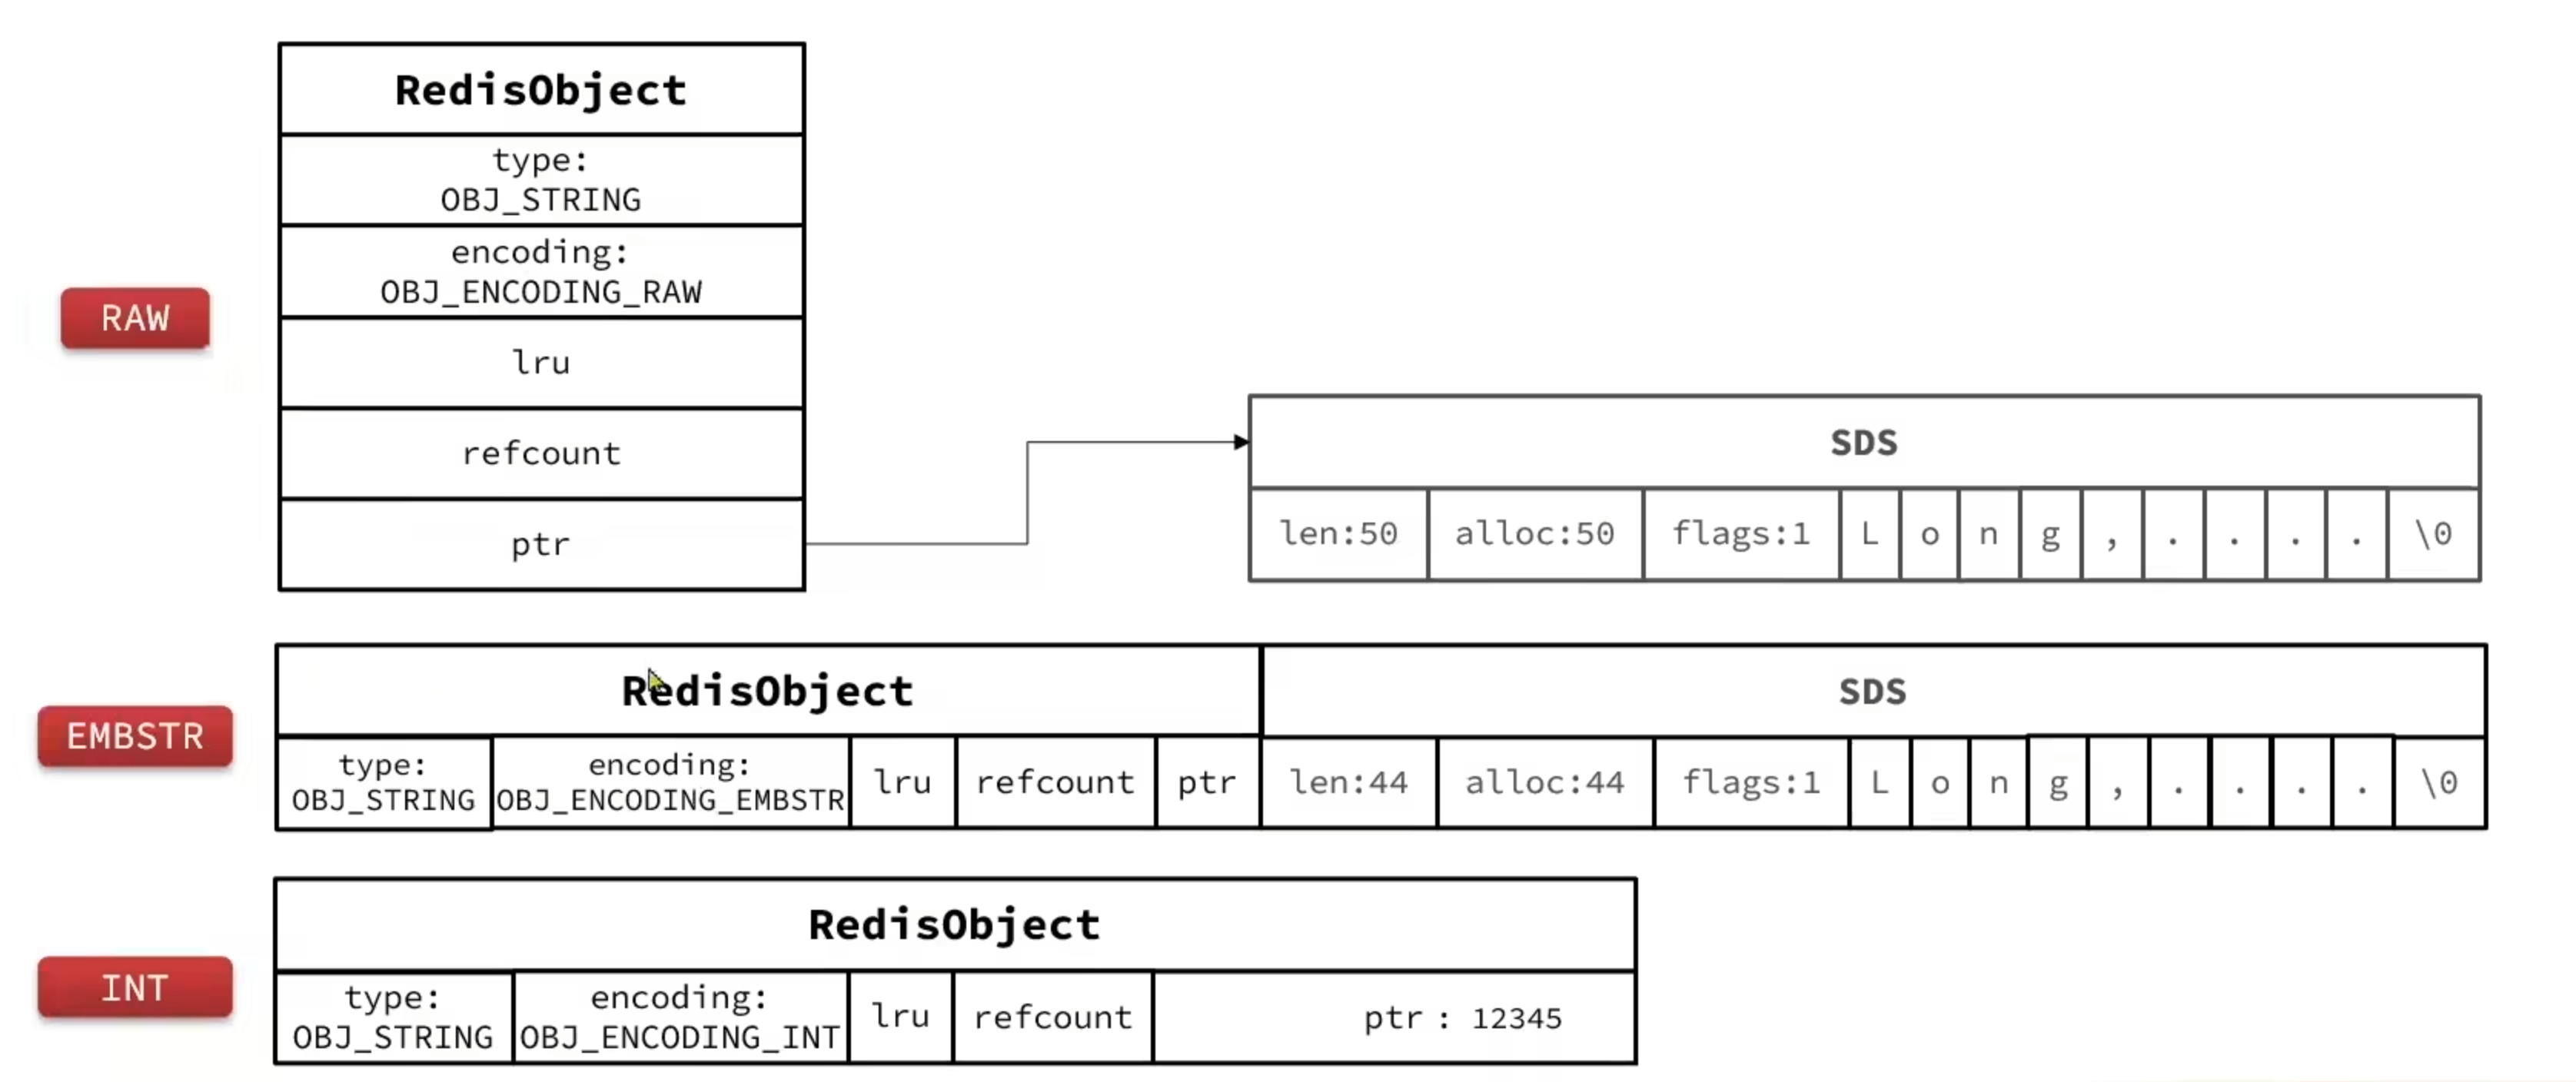 RedisObject
type:
OBJ_STRING
encoding:
OBJ_ENCODING_RAW
RAW
lru
refcount
SDS
ptr
len:50 alloc:50 flags:1 L o n g , . . . . \0
RedisObject SDS
EMBSTR
type:
OBJ_STRING
encoding:
OBJ_ENCODING_EMBSTR
lru refcount ptr len:44 alloc:44 flags:1 L o n g , . . . . \0
RedisObject
INT
type:
OBJ_STRING
encoding:
OBJ_ENCODING_INT
lru refcount ptr : 12345